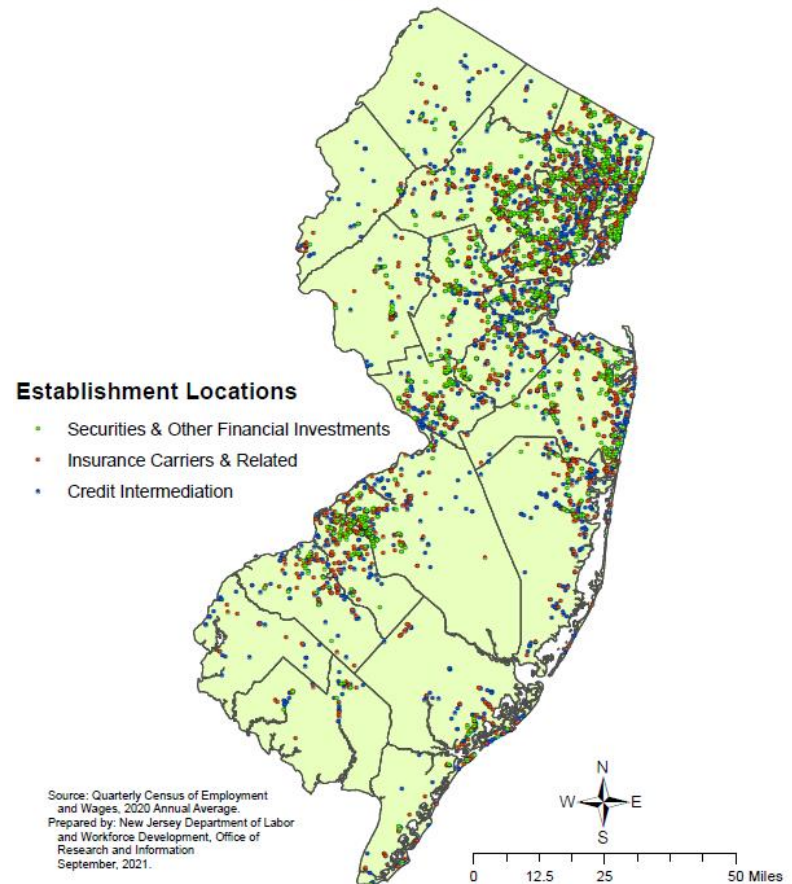 Establishment Locations
Securities & Other Financial Investments
Insurance Carriers & Related
Credit Intermediation
Source: Quarterly Census of Employment
and Wages, 2020 Annual Average.
Prepared by: New Jersey Department of Labor
and Workforce Development, Office of
Research and Information
September, 2021.
N
W E
S
0 12.5 25 50 Miles